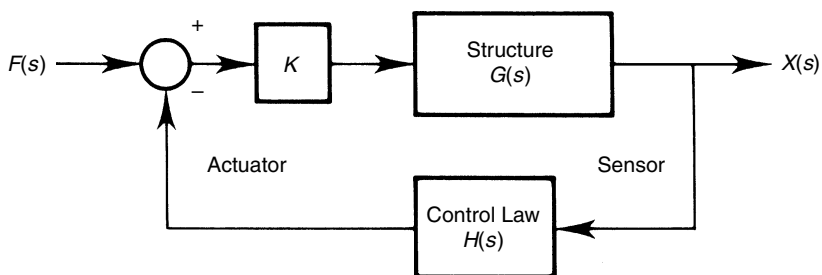 +
F(s)
K
Structure
G(s)
X(s)
−
Actuator
Sensor
Control Law
H(s)